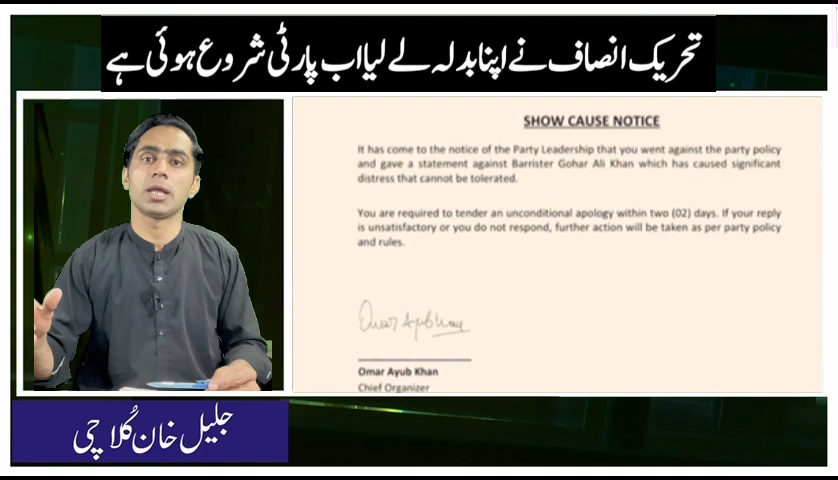 تحریک انصاف نے اپنا بدلہ لے لیا اب پارٹی شروع ہوئی ہے
SHOW CAUSE NOTICE
It has come to the notice of the Party Leadership that you went against the party policy
and gave a statement against Barrister Gohar Ali Khan which has caused significant
distress that cannot be tolerated.
You are required to tender an unconditional apology within two (02) days. If your reply
is unsatisfactory or you do not respond, further action will be taken as per party policy
and rules.
Omar Ayub Khan
Omar Ayub Khan
Chief Organizer
جلیل خان کُلاچی